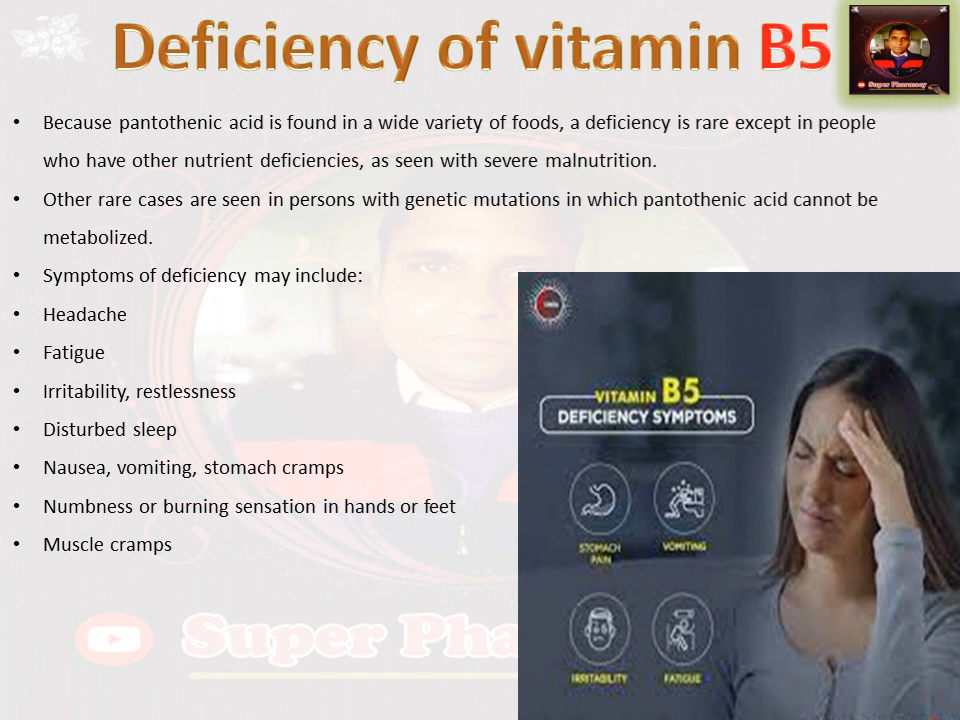 Deficiency of vitamin B5
Super Pharmacy
• Because pantothenic acid is found in a wide variety of foods, a deficiency is rare except in people
who have other nutrient deficiencies, as seen with severe malnutrition.
• Other rare cases are seen in persons with genetic mutations in which pantothenic acid cannot be
metabolized.
• Symptoms of deficiency may include:
• Headache
• Fatigue
• Irritability, restlessness
• Disturbed sleep
• Nausea, vomiting, stomach cramps
• Numbness or burning sensation in hands or feet
• Muscle cramps
VITAMIN B5
DEFICIENCY SYMPTOMS
STOMACH
PAIN
VOMITING
IRRITABILITY
FATIGUE
Super Pha